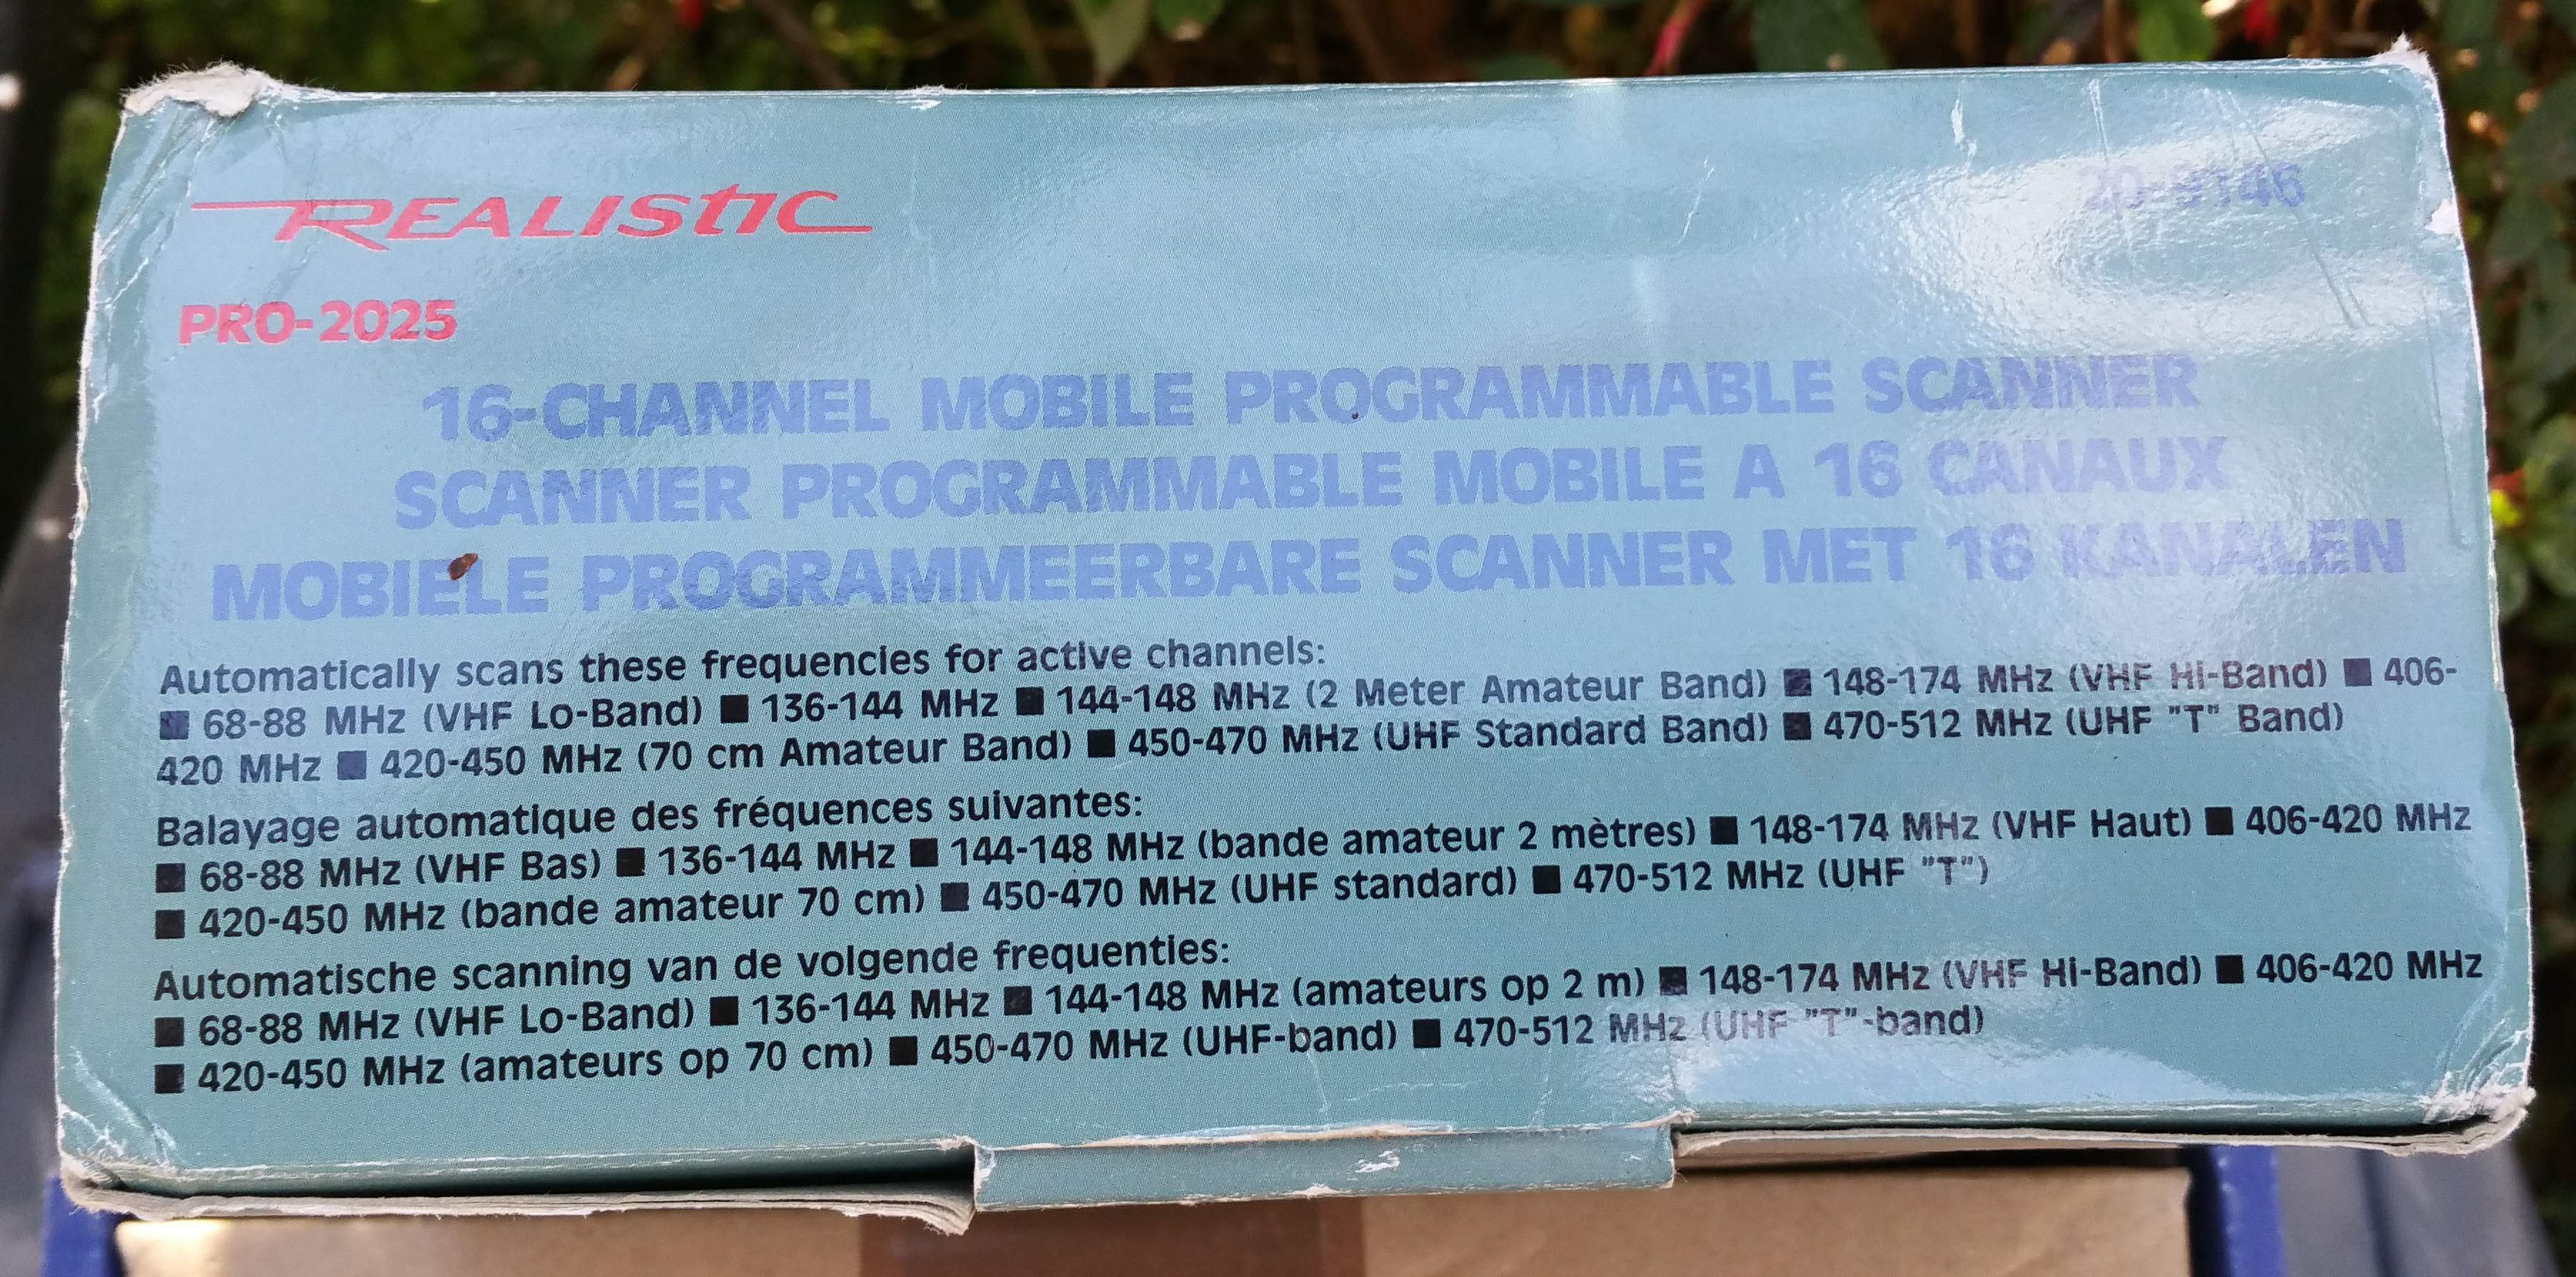 REALISTIC
20-9146
PRO-2025
16-CHANNEL MOBILE PROGRAMMABLE SCANNER
SCANNER PROGRAMMABLE MOBILE A 16 CANAUX
MOBIELE PROGRAMMEERBARE SCANNER MET 16 KANALEN
Automatically scans these frequencies for active channels:
■ 68-88 MHz (VHF Lo-Band) ■ 136-144 MHz ■ 144-148 MHz (2 Meter Amateur Band) ■ 148-174 MHz (VHF Hi-Band) ■ 406-
420 MHz ■ 420-450 MHz (70 cm Amateur Band) ■ 450-470 MHz (UHF Standard Band) ■ 470-512 MHz (UHF "T" Band)
Balayage automatique des fréquences suivantes:
■ 68-88 MHz (VHF Bas) ■ 136-144 MHz ■ 144-148 MHz (bande amateur 2 mètres) ■ 148-174 MHz (VHF Haut) ■ 406-420 MHz
■ 420-450 MHz (bande amateur 70 cm) ■ 450-470 MHz (UHF standard) ■ 470-512 MHz (UHF "T")
Automatische scanning van de volgende frequenties:
■ 68-88 MHz (VHF Lo-Band) ■ 136-144 MHz ■ 144-148 MHz (amateurs op 2 m) ■ 148-174 MHz (VHF Hi-Band) ■ 406-420 MHz
■ 420-450 MHz (amateurs op 70 cm) ■ 450-470 MHz (UHF-band) ■ 470-512 MHz (UHF "T"-band)